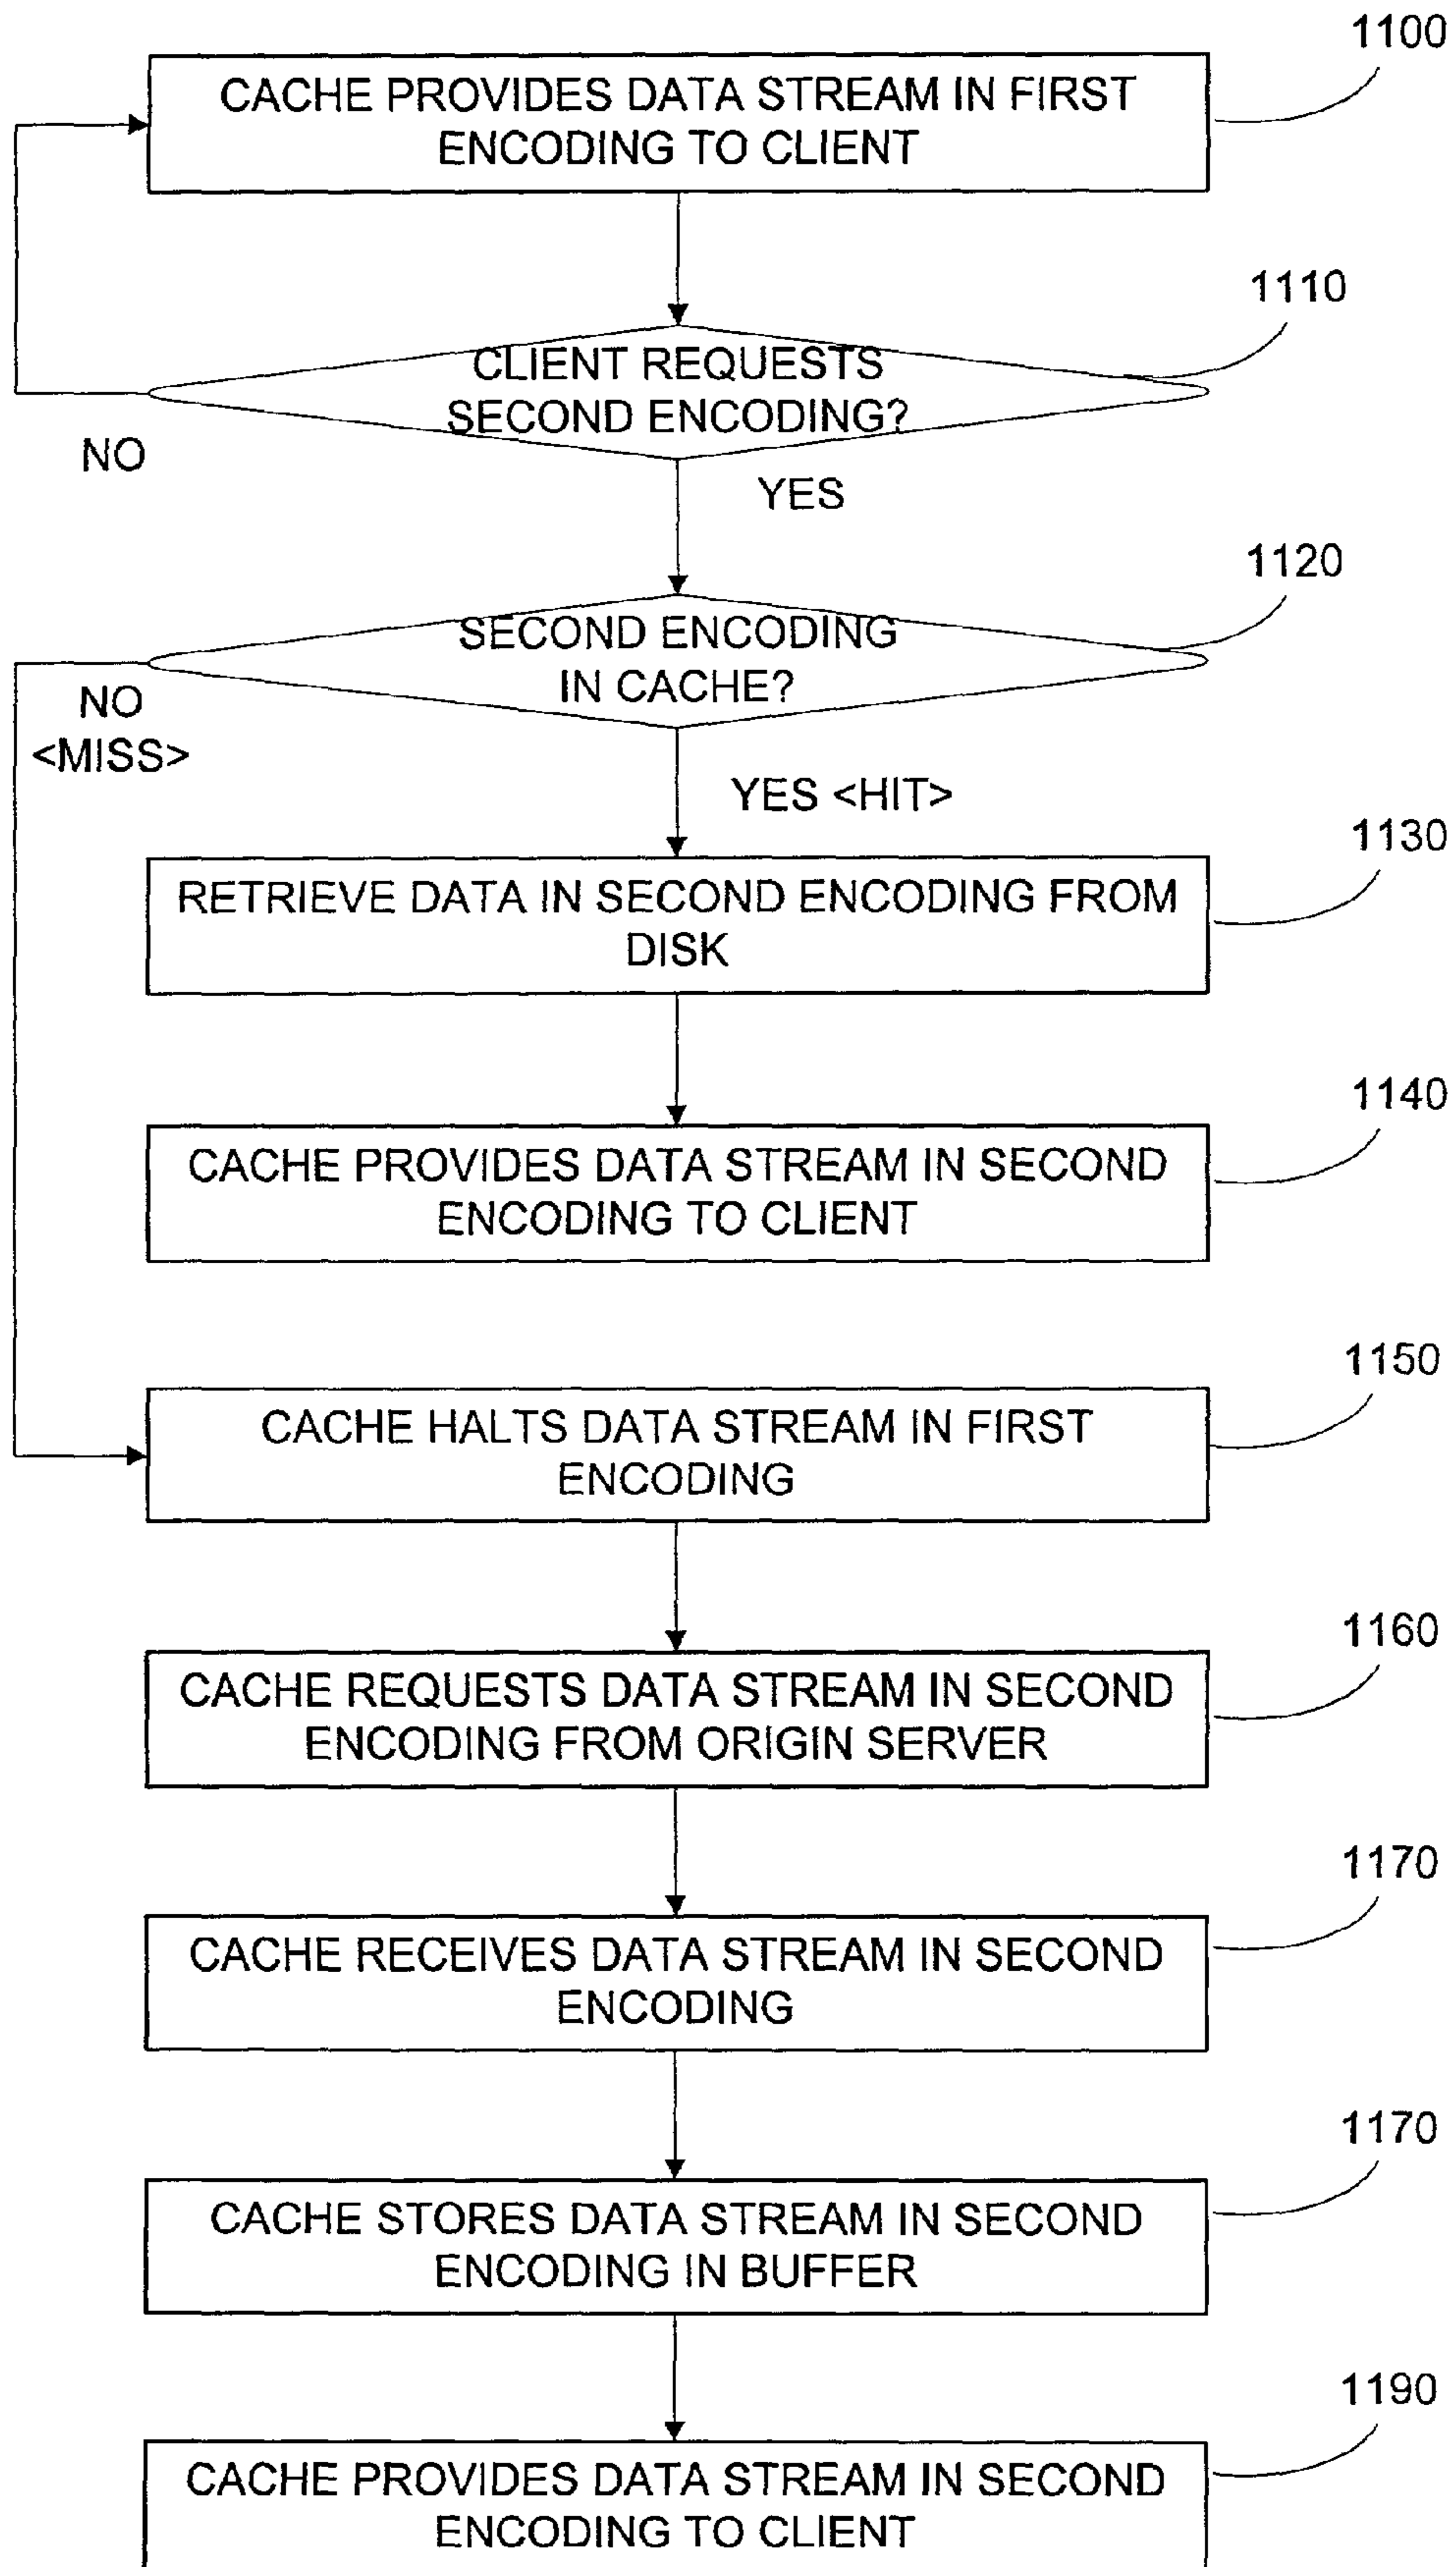 1100
CACHE PROVIDES DATA STREAM IN FIRST
ENCODING TO CLIENT
1110
CLIENT REQUESTS
SECOND ENCODING?
NO
YES
1120
SECOND ENCODING
IN CACHE?
NO
<MISS>
YES <HIT>
1130
RETRIEVE DATA IN SECOND ENCODING FROM
DISK
1140
CACHE PROVIDES DATA STREAM IN SECOND
ENCODING TO CLIENT
1150
CACHE HALTS DATA STREAM IN FIRST
ENCODING
1160
CACHE REQUESTS DATA STREAM IN SECOND
ENCODING FROM ORIGIN SERVER
1170
CACHE RECEIVES DATA STREAM IN SECOND
ENCODING
1170
CACHE STORES DATA STREAM IN SECOND
ENCODING IN BUFFER
1190
CACHE PROVIDES DATA STREAM IN SECOND
ENCODING TO CLIENT